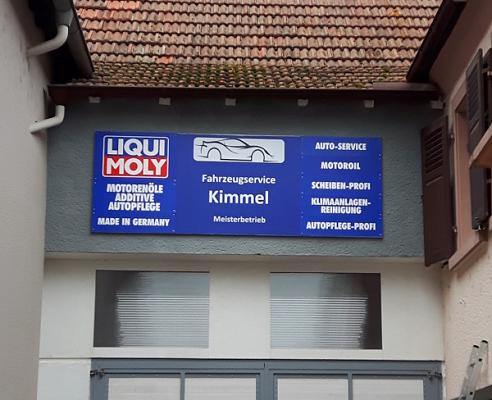 LIQUI
MOLY
MOTORENÖLE
ADDITIVE
AUTOPFLEGE
MADE IN GERMANY
Fahrzeugservice
Kimmel
Meisterbetrieb
AUTO-SERVICE
MOTOROIL
SCHEIBEN-PROFI
KLIMAANLAGEN-
REINIGUNG
AUTOPFLEGE-PROFI